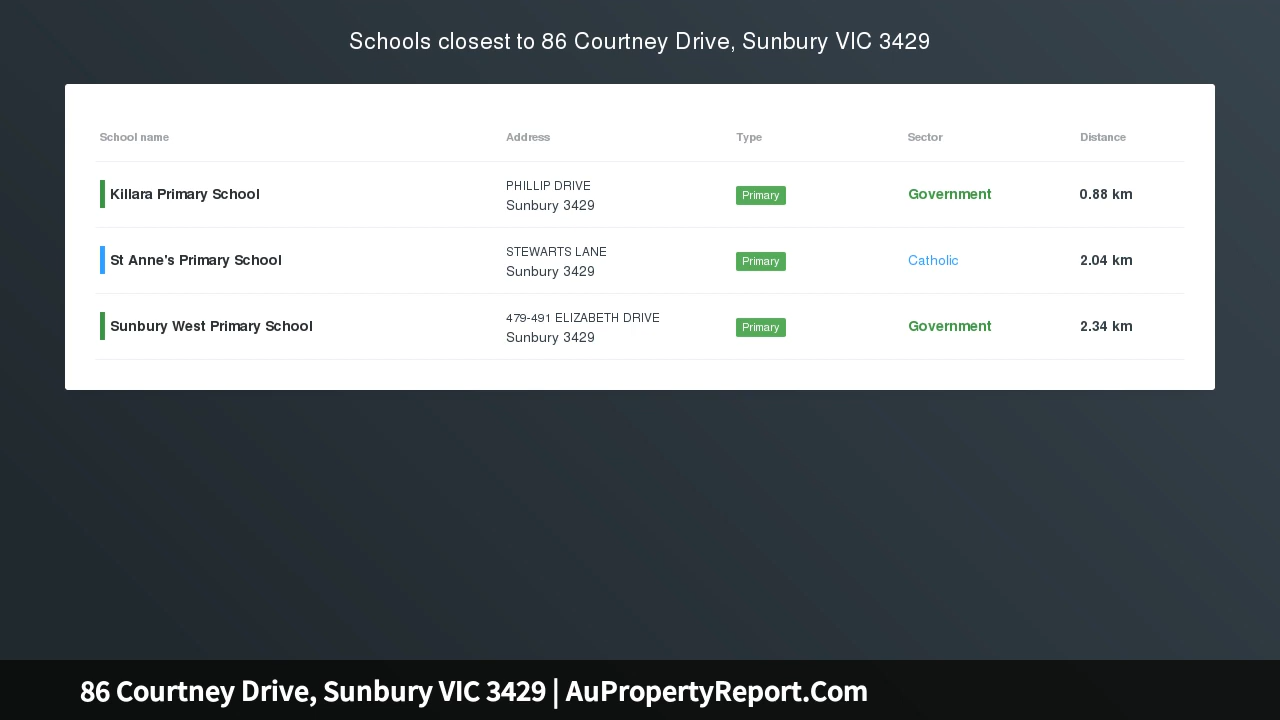 Schools closest to 86 Courtney Drive, Sunbury VIC 3429
School name Address Type Sector Distance
Killara Primary School PHILLIP DRIVE Sunbury 3429 Primary Government 0.88 km
St Anne's Primary School STEWARTS LANE Sunbury 3429 Primary Catholic 2.04 km
Sunbury West Primary School 479-491 ELIZABETH DRIVE Sunbury 3429 Primary Government 2.34 km
86 Courtney Drive, Sunbury VIC 3429 | AuPropertyReport.Com